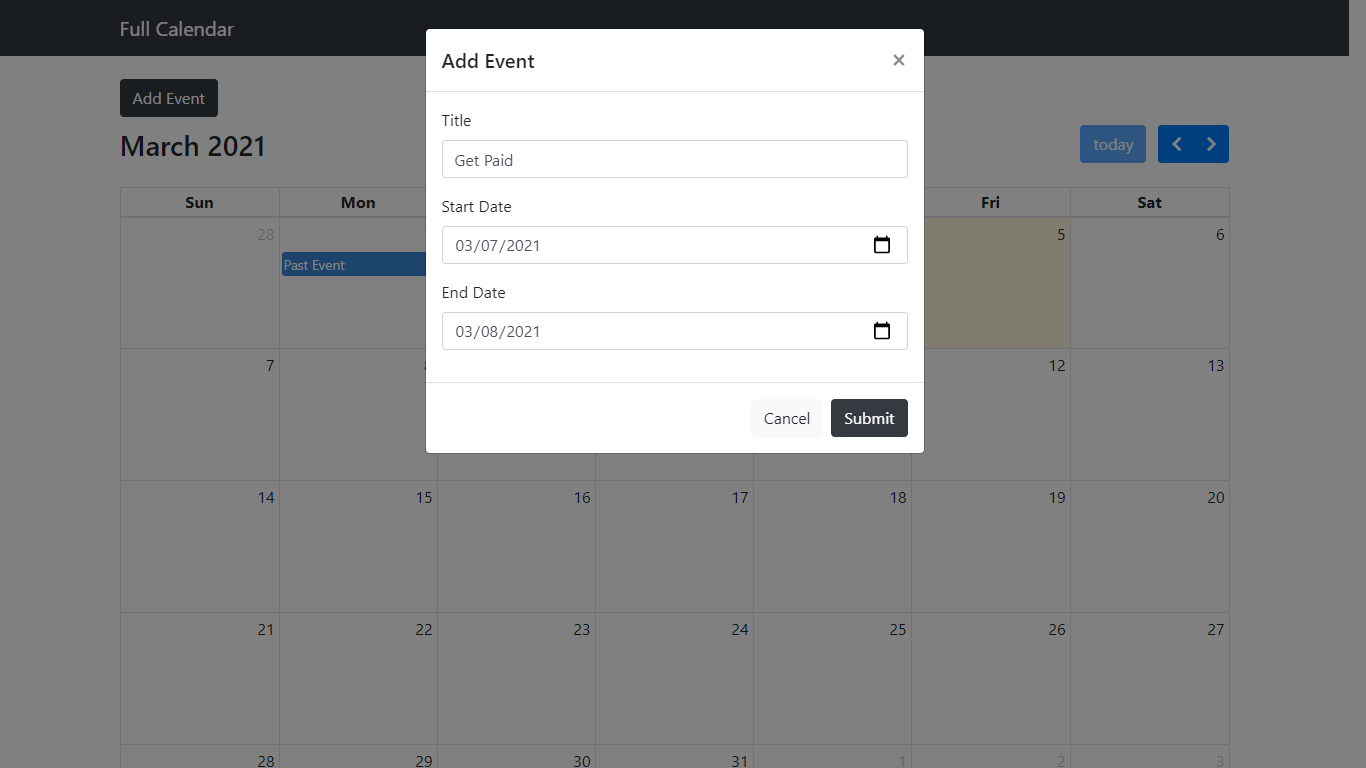 Full Calendar
Add Event
×
Add Event
Title
Get Paid
Start Date
03/07/2021
End Date
03/08/2021
Cancel
Submit
March 2021
today
Sun Mon Fri Sat
28 5 6
Past Event
7 12 13
14 15 16 17 18 19 20
21 22 23 24 25 26 27
28 29 30 31 1 2 3